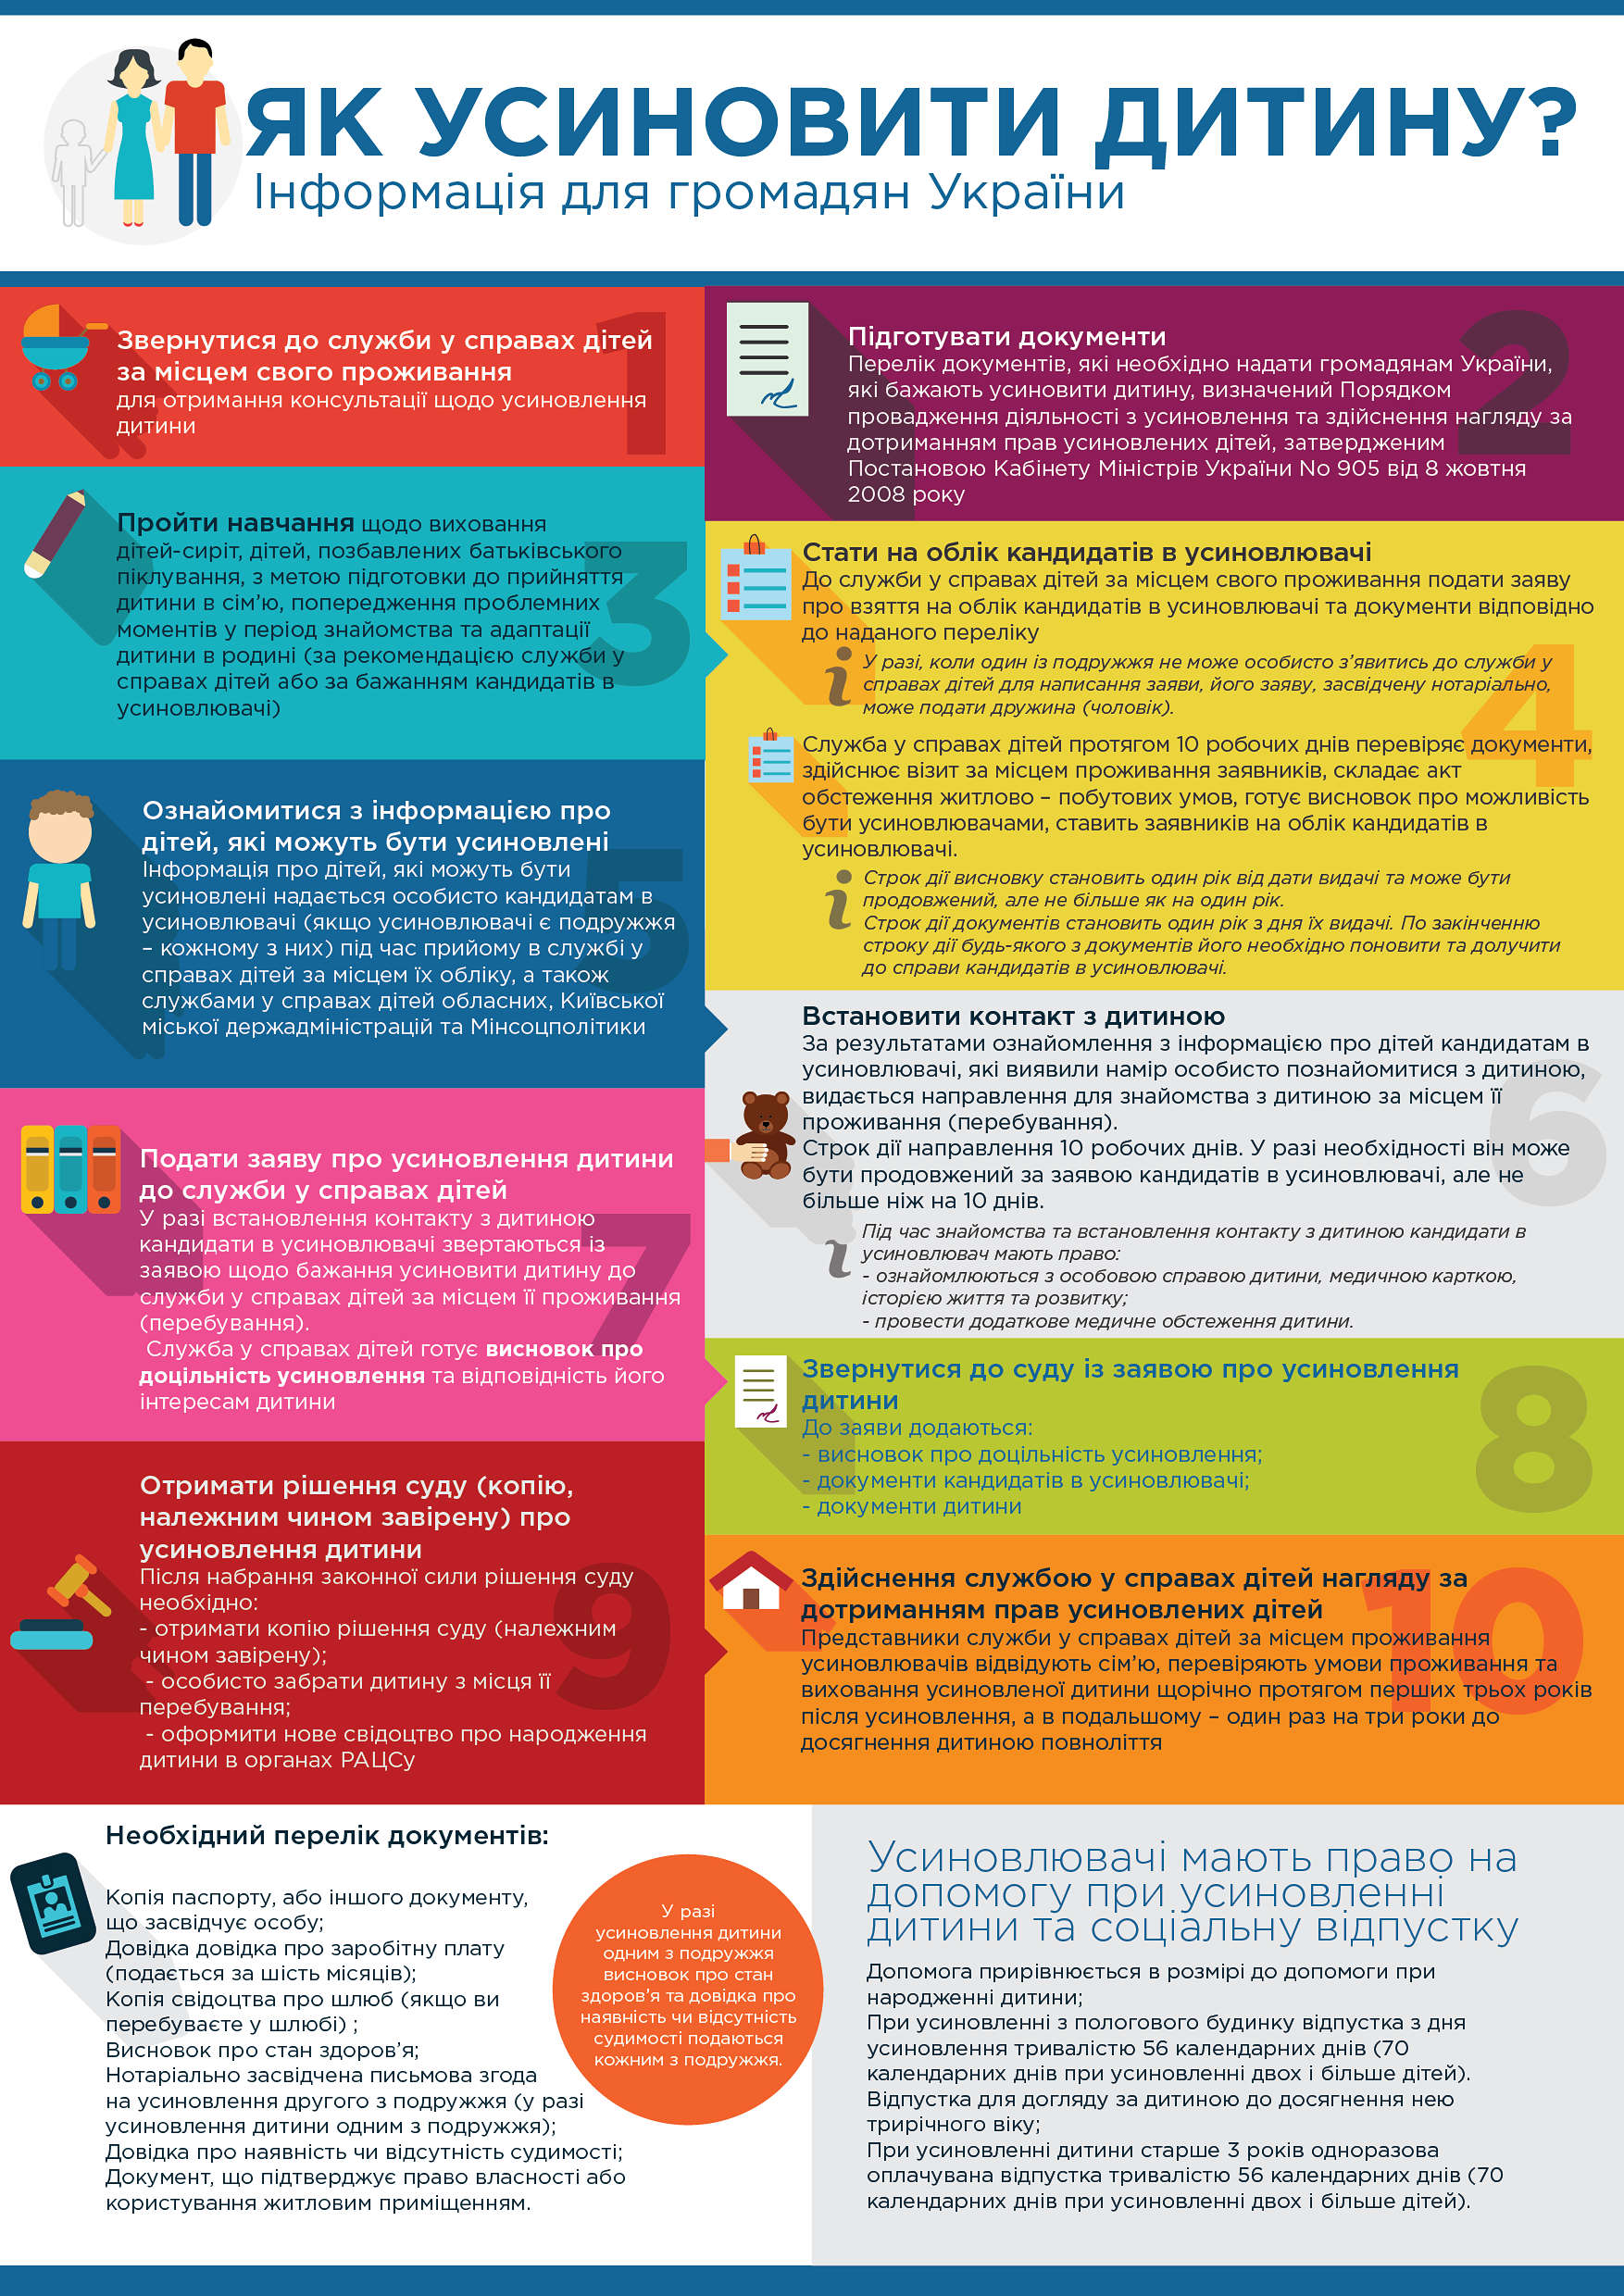 ЯК УСИНОВИТИ ДИТИНУ?
Інформація для громадян України
1
Звернутися до служби у справах дітей
за місцем свого проживання
для отримання консультації щодо усиновлення
дитини
2
Підготувати документи
Перелік документів, які необхідно надати громадянам України,
які бажають усиновити дитину, визначений Порядком
провадження діяльності з усиновлення та здійснення нагляду за
дотриманням прав усиновлених дітей, затвердженим
Постановою Кабінету Міністрів України No 905 від 8 жовтня
2008 року
3
Пройти навчання щодо виховання
дітей-сиріт, дітей, позбавлених батьківського
піклування, з метою підготовки до прийняття
дитини в сім’ю, попередження проблемних
моментів у період знайомства та адаптації
дитини в родині (за рекомендацією служби у
справах дітей або за бажанням кандидатів в
усиновлювачі)
4
Стати на облік кандидатів в усиновлювачі
До служби у справах дітей за місцем свого проживання подати заяву
про взяття на облік кандидатів в усиновлювачі та документи відповідно
до наданого переліку
i
У разі, коли один із подружжя не може особисто з’явитись до служби у
справах дітей для написання заяви, його заяву, засвідчену нотаріально,
може подати дружина (чоловік).
Служба у справах дітей протягом 10 робочих днів перевіряє документи,
здійснює візит за місцем проживання заявників, складає акт
обстеження житлово – побутових умов, готує висновок про можливість
бути усиновлювачами, ставить заявників на облік кандидатів в
усиновлювачі.
i
Строк дії висновку становить один рік від дати видачі та може бути
продовжений, але не більше як на один рік.
Строк дії документів становить один рік з дня їх видачі. По закінченню
строку дії будь-якого з документів його необхідно поновити та долучити
до справи кандидатів в усиновлювачі.
5
Ознайомитися з інформацією про
дітей, які можуть бути усиновлені
Інформація про дітей, які можуть бути
усиновлені надається особисто кандидатам в
усиновлювачі (якщо усиновлювачі є подружжя
– кожному з них) під час прийому в службі у
справах дітей за місцем їх обліку, а також
службами у справах дітей обласних, Київської
міської держадміністрацій та Мінсоцполітики
6
Встановити контакт з дитиною
За результатами ознайомлення з інформацією про дітей кандидатам в
усиновлювачі, які виявили намір особисто познайомитися з дитиною,
видається направлення для знайомства з дитиною за місцем її
проживання (перебування).
Строк дії направлення 10 робочих днів. У разі необхідності він може
бути продовжений за заявою кандидатів в усиновлювачі, але не
більше ніж на 10 днів.
i
Під час знайомства та встановлення контакту з дитиною кандидати в
усиновлювач мають право:
- ознайомлюються з особовою справою дитини, медичною карткою,
історією життя та розвитку;
- провести додаткове медичне обстеження дитини.
7
Подати заяву про усиновлення дитини
до служби у справах дітей
У разі встановлення контакту з дитиною
кандидати в усиновлювачі звертаються із
заявою щодо бажання усиновити дитину до
служби у справах дітей за місцем її проживання
(перебування).
Служба у справах дітей готує висновок про
доцільність усиновлення та відповідність його
інтересам дитини
8
Звернутися до суду із заявою про усиновлення
дитини
До заяви додаються:
- висновок про доцільність усиновлення;
- документи кандидатів в усиновлювачі;
- документи дитини
9
Отримати рішення суду (копію,
належним чином завірену) про
усиновлення дитини
Після набрання законної сили рішення суду
необхідно:
- отримати копію рішення суду (належним
чином завірену);
- особисто забрати дитину з місця її
перебування;
- оформити нове свідоцтво про народження
дитини в органах РАЦСу
10
Здійснення службою у справах дітей нагляду за
дотриманням прав усиновлених дітей
Представники служби у справах дітей за місцем проживання
усиновлювачів відвідують сім’ю, перевіряють умови проживання та
виховання усиновленої дитини щорічно протягом перших трьох років
після усиновлення, а в подальшому – один раз на три роки до
досягнення дитиною повноліття
Необхідний перелік документів:
Копія паспорту, або іншого документу,
що засвідчує особу;
Довідка довідка про заробітну плату
(подається за шість місяців);
Копія свідоцтва про шлюб (якщо ви
перебуваєте у шлюбі) ;
Висновок про стан здоров’я;
Нотаріально засвідчена письмова згода
на усиновлення другого з подружжя (у разі
усиновлення дитини одним з подружжя);
Довідка про наявність чи відсутність судимості;
Документ, що підтверджує право власності або
користування житловим приміщенням.
У разі
усиновлення дитини
одним з подружжя
висновок про стан
здоров’я та довідка про
наявність чи відсутність
судимості подаються
кожним з подружжя.
Усиновлювачі мають право на
допомогу при усиновленні
дитини та соціальну відпустку
Допомога прирівнюється в розмірі до допомоги при
народженні дитини;
При усиновленні з пологового будинку відпустка з дня
усиновлення тривалістю 56 календарних днів (70
календарних днів при усиновленні двох і більше дітей).
Відпустка для догляду за дитиною до досягнення нею
трирічного віку;
При усиновленні дитини старше 3 років одноразова
оплачувана відпустка тривалістю 56 календарних днів (70
календарних днів при усиновленні двох і більше дітей).